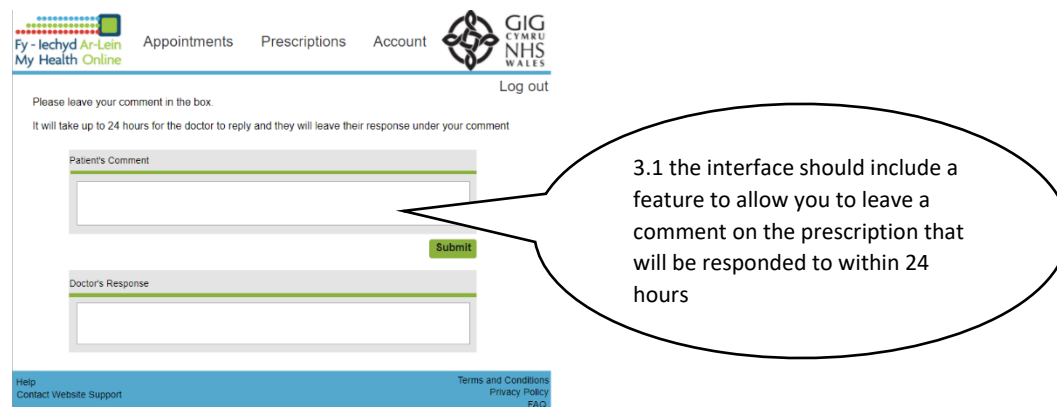 Fy - Iechyd Ar-Lein
My Health Online
Appointments Prescriptions Account
GIG
CYMRU
NHS
WALES
Log out
Please leave your comment in the box.
It will take up to 24 hours for the doctor to reply and they will leave their response under your comment
Patient's Comment
Submit
Doctor's Response
Help
Contact Website Support
Terms and Conditions
Privacy Policy
FAQ
3.1 the interface should include a
feature to allow you to leave a
comment on the prescription that
will be responded to within 24
hours